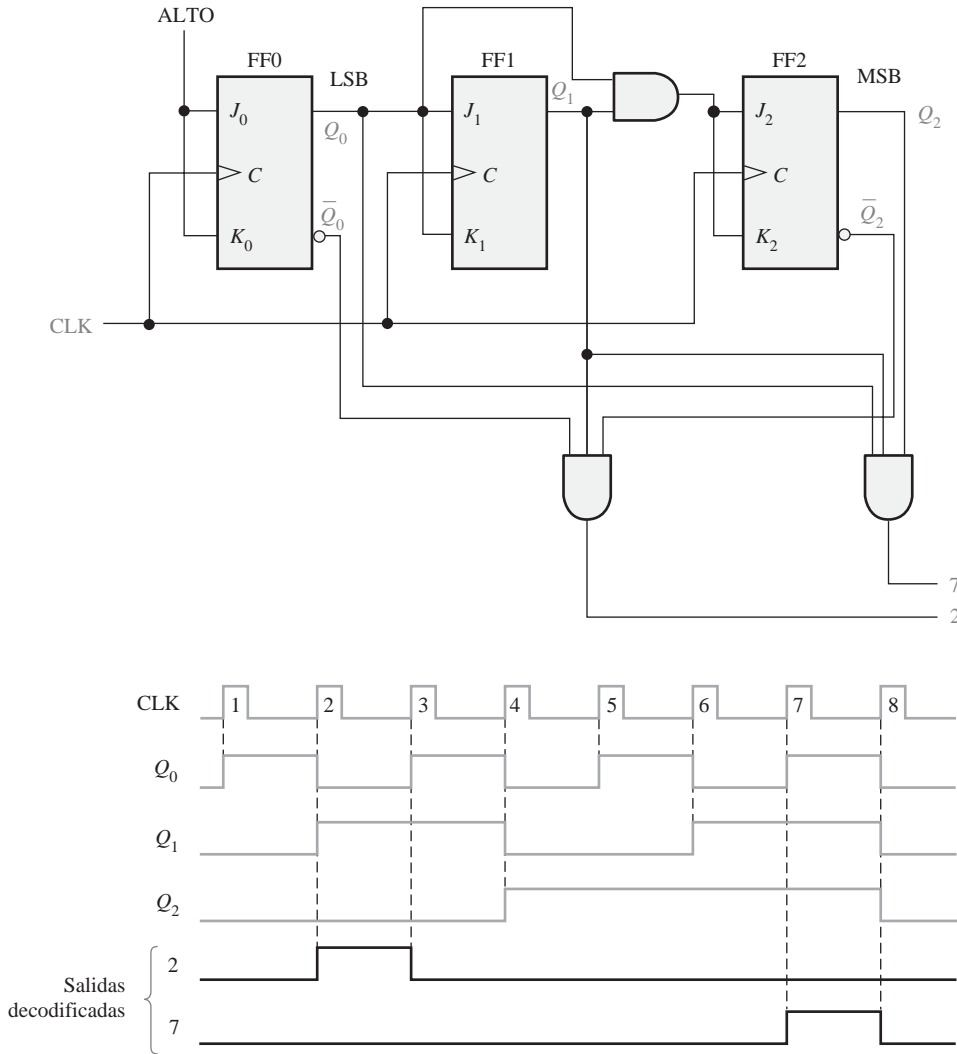 ALTO
FF0
LSB
FF1
FF2
MSB
J0
Q0
C
Q̅0
K0
J1
Q1
C
K1
J2
Q2
C
Q̅2
K2
CLK
7
2
CLK
1 2 3 4 5 6 7 8
Q0
Q1
Q2
Salidas
decodificadas
2
7